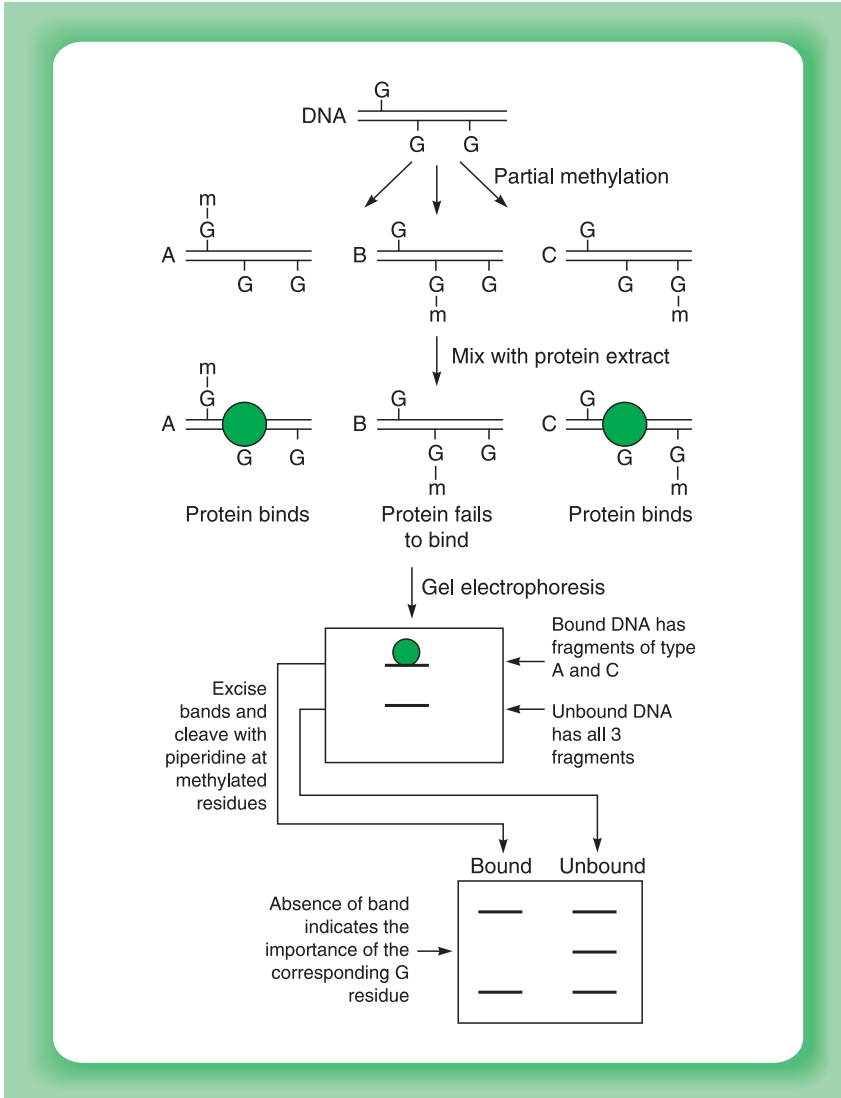 G
DNA
G G
Partial methylation
m
G
A
G G
G
B
G G
m
G
C
G G
m
Mix with protein extract
m
G
A
G G
Protein binds
G
B
G G
m
Protein fails
to bind
G
C
G G
m
Protein binds
Gel electrophoresis
Bound DNA has
fragments of type
A and C
Unbound DNA
has all 3
fragments
Excise
bands and
cleave with
piperidine at
methylated
residues
Bound Unbound
Absence of band
indicates the
importance of the
corresponding G
residue